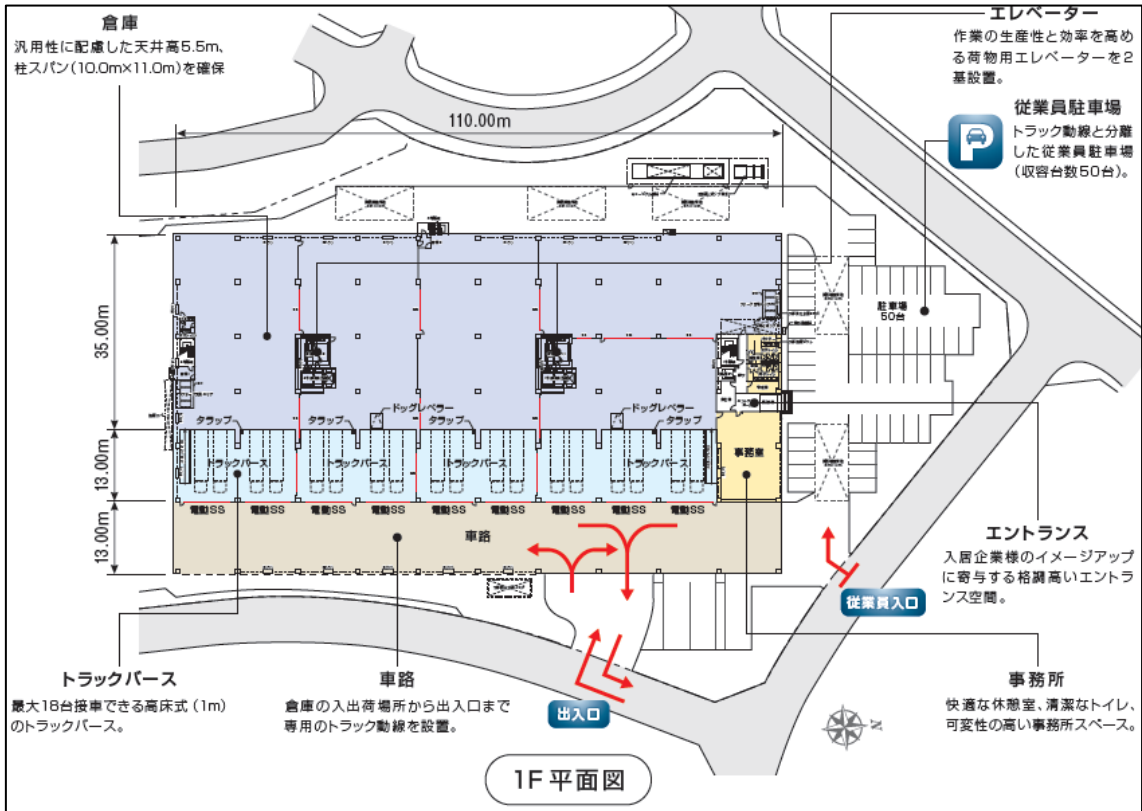 倉庫
汎用性に配慮した天井高5.5m、
柱スパン(10.0m×11.0m)を確保
エレベーター
作業の生産性と効率を高め
る荷物用エレベーターを2
基設置。
従業員駐車場
トラック動線と分離
した従業員駐車場
(収容台数50台)。
P
110.00m
35.00m
13.00m
13.00m
駐車場
50台
ドッグレベラー
ドッグレベラー
タラップ
タラップ
タラップ
タラップ
トラックバース
トラックバース
トラックバース
トラックバース
事務室
電動SS
電動SS
電動SS
電動SS
電動SS
電動SS
電動SS
電動SS
電動SS
車路
エントランス
入居企業様のイメージアップ
に寄与する格調高いエントラ
ンス空間。
従業員入口
トラックバース
最大18台接車できる高床式(1m)
のトラックバース。
車路
倉庫の入出荷場所から出入口まで
専用のトラック動線を設置。
出入口
事務所
快適な休憩室、清潔なトイレ、
可変性の高い事務所スペース。
N
1F 平面図